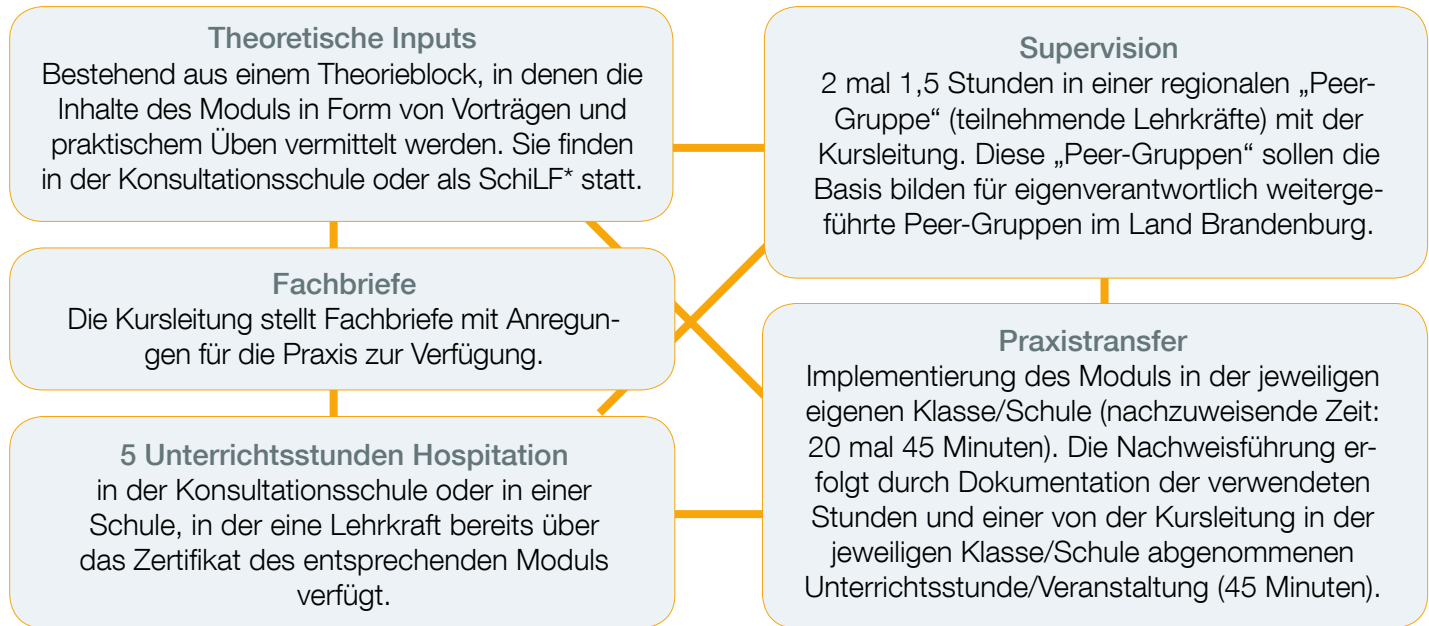 Theoretische Inputs
Bestehend aus einem Theorieblock, in denen die
Inhalte des Moduls in Form von Vorträgen und
praktischem Üben vermittelt werden. Sie finden
in der Konsultationsschule oder als SchiLF* statt.
Fachbriefe
Die Kursleitung stellt Fachbriefe mit Anregun-
gen für die Praxis zur Verfügung.
5 Unterrichtsstunden Hospitation
in der Konsultationsschule oder in einer
Schule, in der eine Lehrkraft bereits über
das Zertifikat des entsprechenden Moduls
verfügt.
Supervision
2 mal 1,5 Stunden in einer regionalen „Peer-
Gruppe“ (teilnehmende Lehrkräfte) mit der
Kursleitung. Diese „Peer-Gruppen“ sollen die
Basis bilden für eigenverantwortlich weiterge-
führte Peer-Gruppen im Land Brandenburg.
Praxistransfer
Implementierung des Moduls in der jeweiligen
eigenen Klasse/Schule (nachzuweisende Zeit:
20 mal 45 Minuten). Die Nachweisführung er-
folgt durch Dokumentation der verwendeten
Stunden und einer von der Kursleitung in der
jeweiligen Klasse/Schule abgenommenen
Unterrichtsstunde/Veranstaltung (45 Minuten).